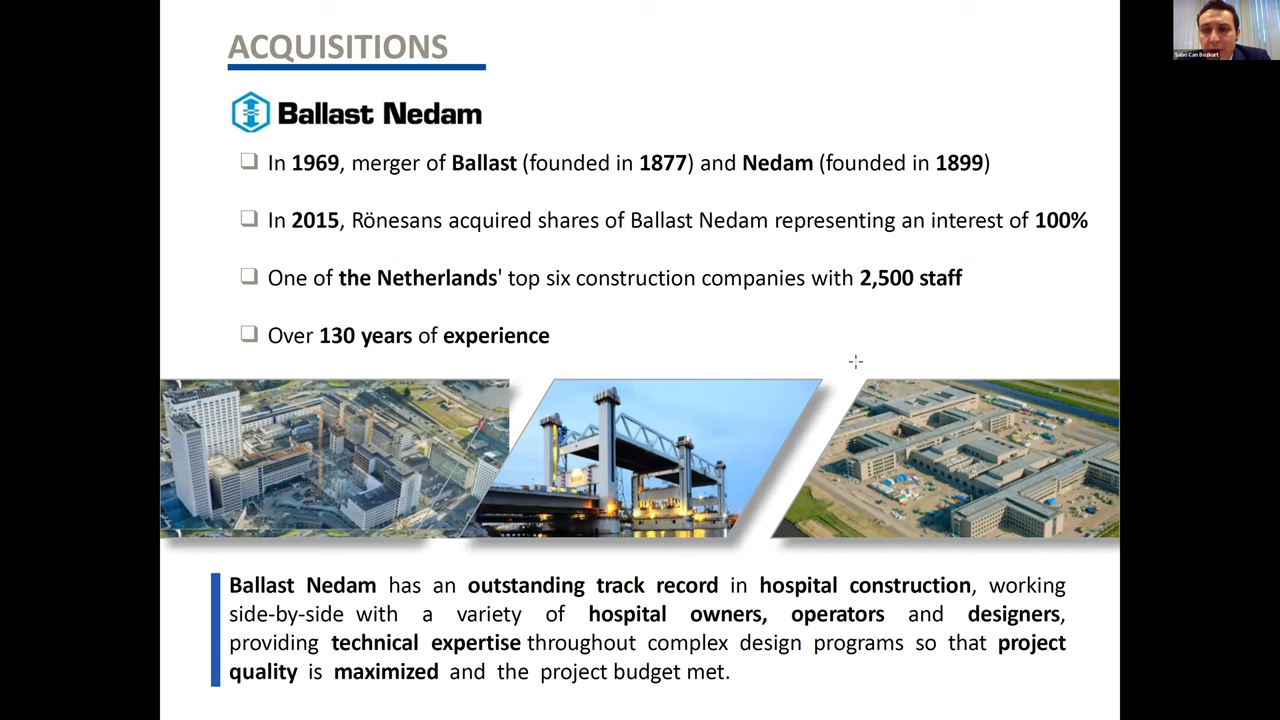 ACQUISITIONS
Ballast Nedam
In 1969, merger of Ballast (founded in 1877) and Nedam (founded in 1899)
In 2015, Rönesans acquired shares of Ballast Nedam representing an interest of 100%
One of the Netherlands' top six construction companies with 2,500 staff
Over 130 years of experience
Ballast Nedam has an outstanding track record in hospital construction, working
side-by-side with a variety of hospital owners, operators and designers,
providing technical expertise throughout complex design programs so that project
quality is maximized and the project budget met.
Sabri Can Bozkurt